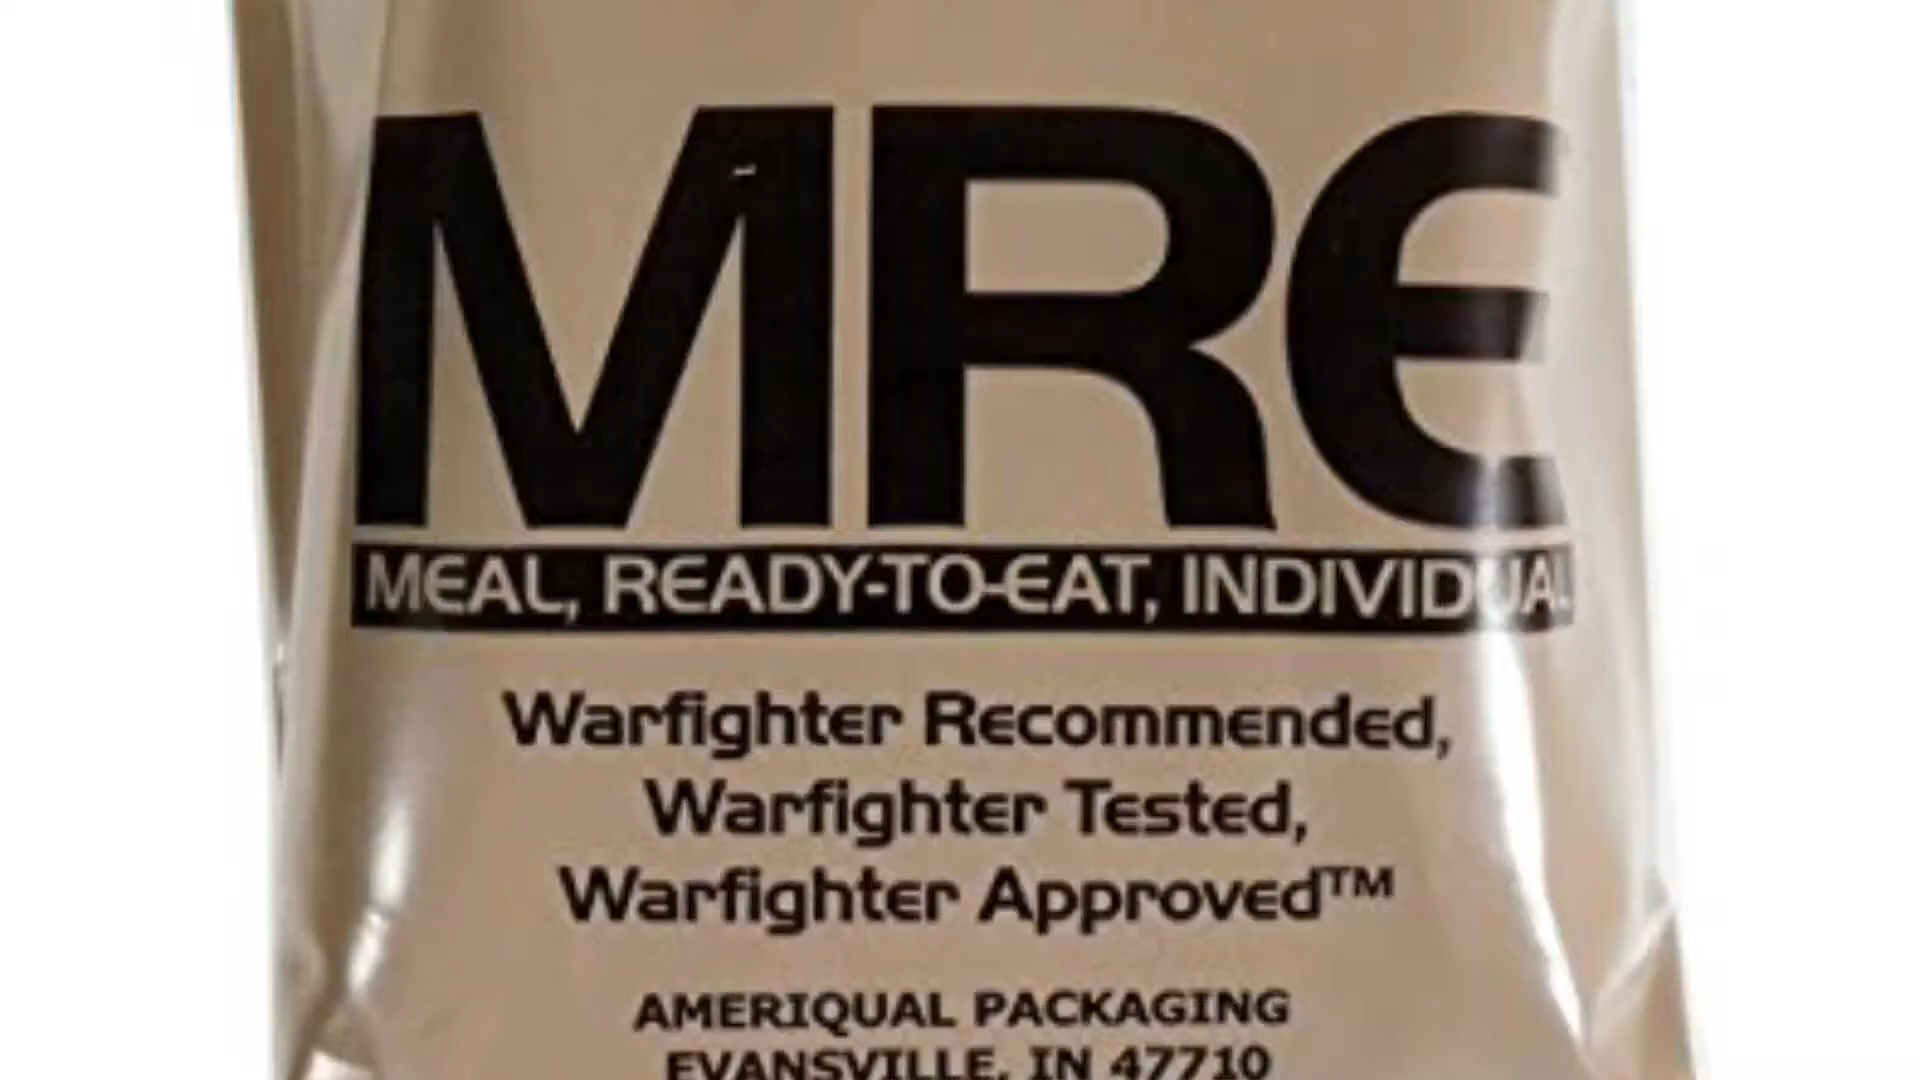 MRE
MEAL, READY-TO-EAT, INDIVIDUAL
Warfighter Recommended,
Warfighter Tested,
Warfighter Approved™
AMERIQUAL PACKAGING
EVANSVILLE, IN 47710